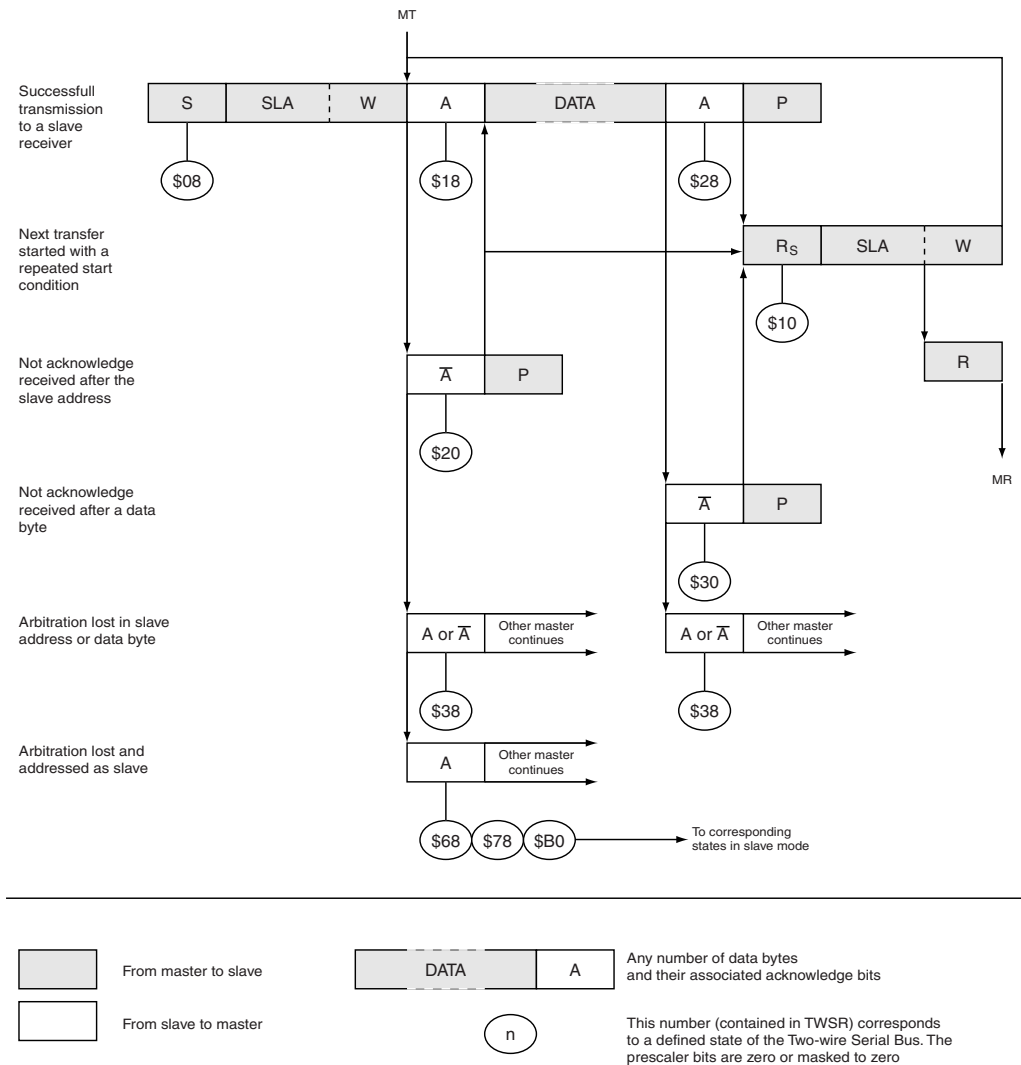 MT
Successfull
transmission
to a slave
receiver
S
SLA
W
A
DATA
A
P
$08
$18
$28
Next transfer
started with a
repeated start
condition
RS
SLA
W
$10
Not acknowledge
received after the
slave address
A̅
P
R
$20
MR
Not acknowledge
received after a data
byte
A̅
P
$30
Arbitration lost in slave
address or data byte
A or A̅
Other master
continues
A or A̅
Other master
continues
$38
$38
Arbitration lost and
addressed as slave
A
Other master
continues
$68
$78
$B0
To corresponding
states in slave mode
From master to slave
DATA
A
Any number of data bytes
and their associated acknowledge bits
From slave to master
n
This number (contained in TWSR) corresponds
to a defined state of the Two-wire Serial Bus. The
prescaler bits are zero or masked to zero